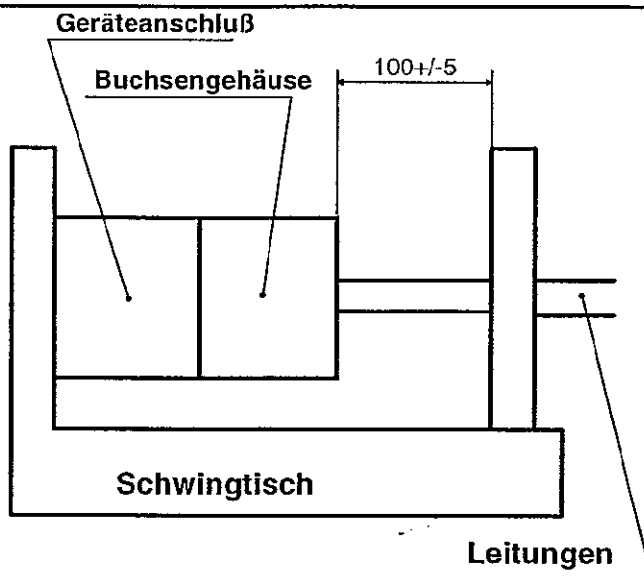 Geräteanschluß
Buchsengehäuse
100+/-5
Schwingtisch
Leitungen